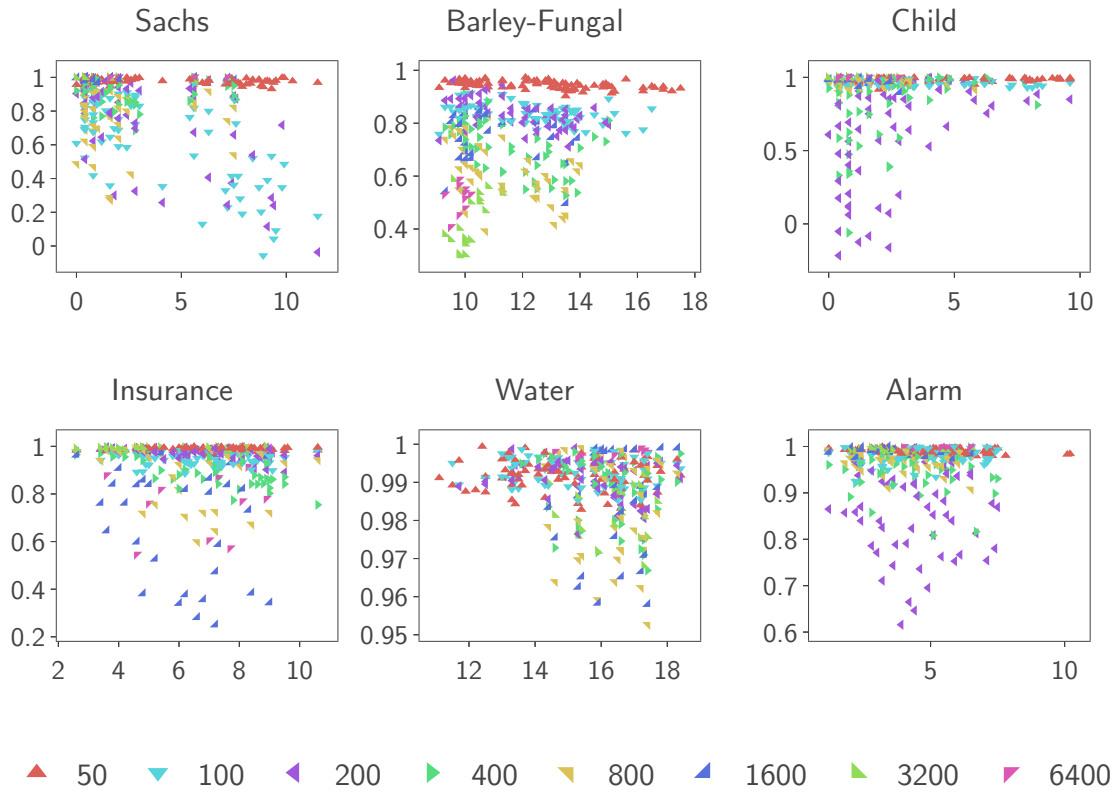 Sachs Barley-Fungal Child
1 1 1
0.8 0.8 0.5
0.6 0.6 0
0.4 0.4
0.2
0
0 5 10 10 12 14 16 18 0 5 10
Insurance Water Alarm
1 1 1
0.8 0.99 0.9
0.6 0.98 0.8
0.4 0.97 0.7
0.2 0.96 0.6
0.95
2 4 6 8 10 12 14 16 18 5 10
50 100 200 400 800 1600 3200 6400